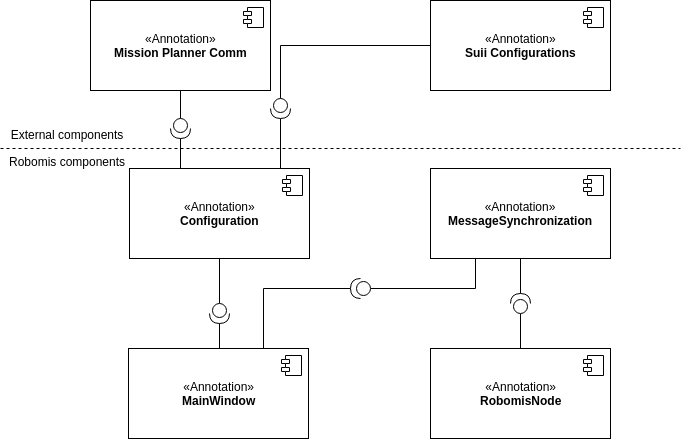 «Annotation»
Mission Planner Comm
«Annotation»
Suii Configurations
External components
Robomis components
«Annotation»
Configuration
«Annotation»
MessageSynchronization
«Annotation»
MainWindow
«Annotation»
RobomisNode